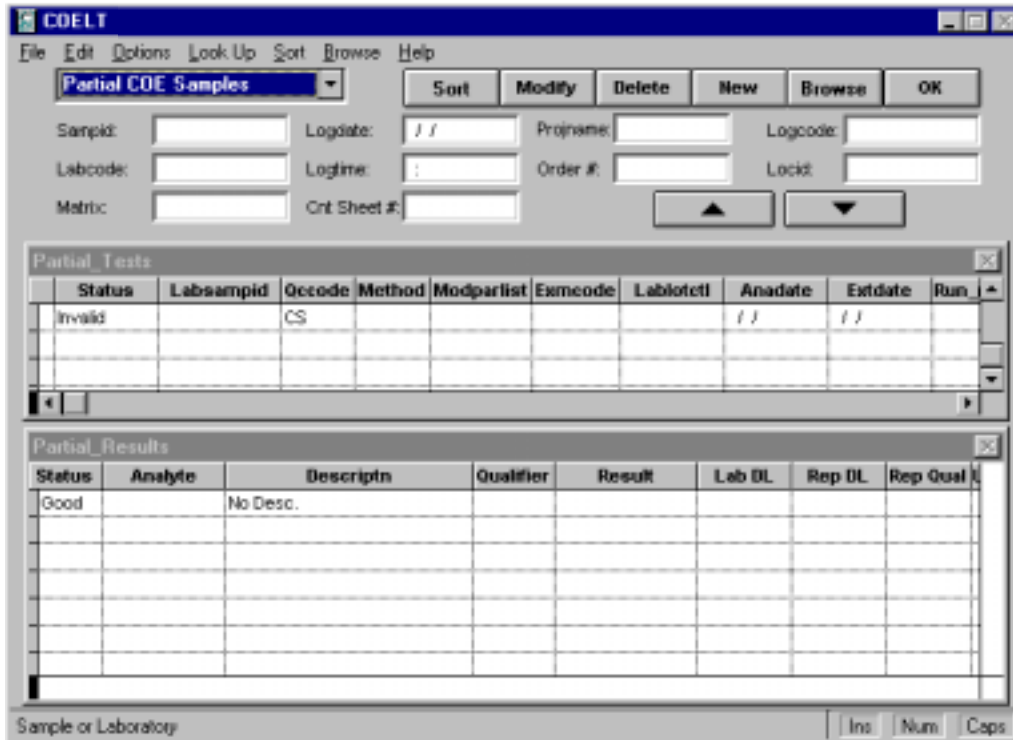 COELT
File Edit Options Look Up Sort Browse Help
Partial COE Samples Sort Modify Delete New Browse OK
Sampid: Logdate: / / Projname: Logcode:
Labcode: Logtime: : Order #: Locid:
Matrix: Cnt Sheet #:
Partial_Tests
Status Labsampid Qccode Method Modparlist Exmcode Lablotctl Anadate Extdate Run_
Invalid CS / / / /
Partial_Results
Status Analyte Descriptn Qualifier Result Lab DL Rep DL Rep Qual
Good No Desc.
Sample or Laboratory Ins Num Caps